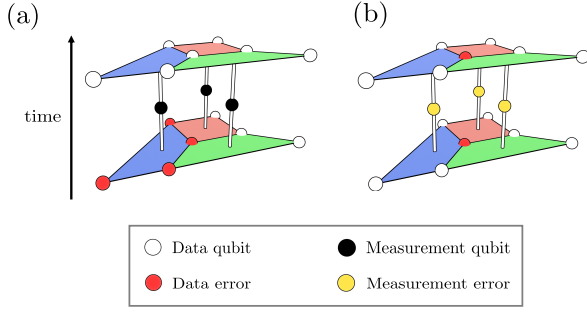 (a)
(b)
time
Data qubit
Measurement qubit
Data error
Measurement error